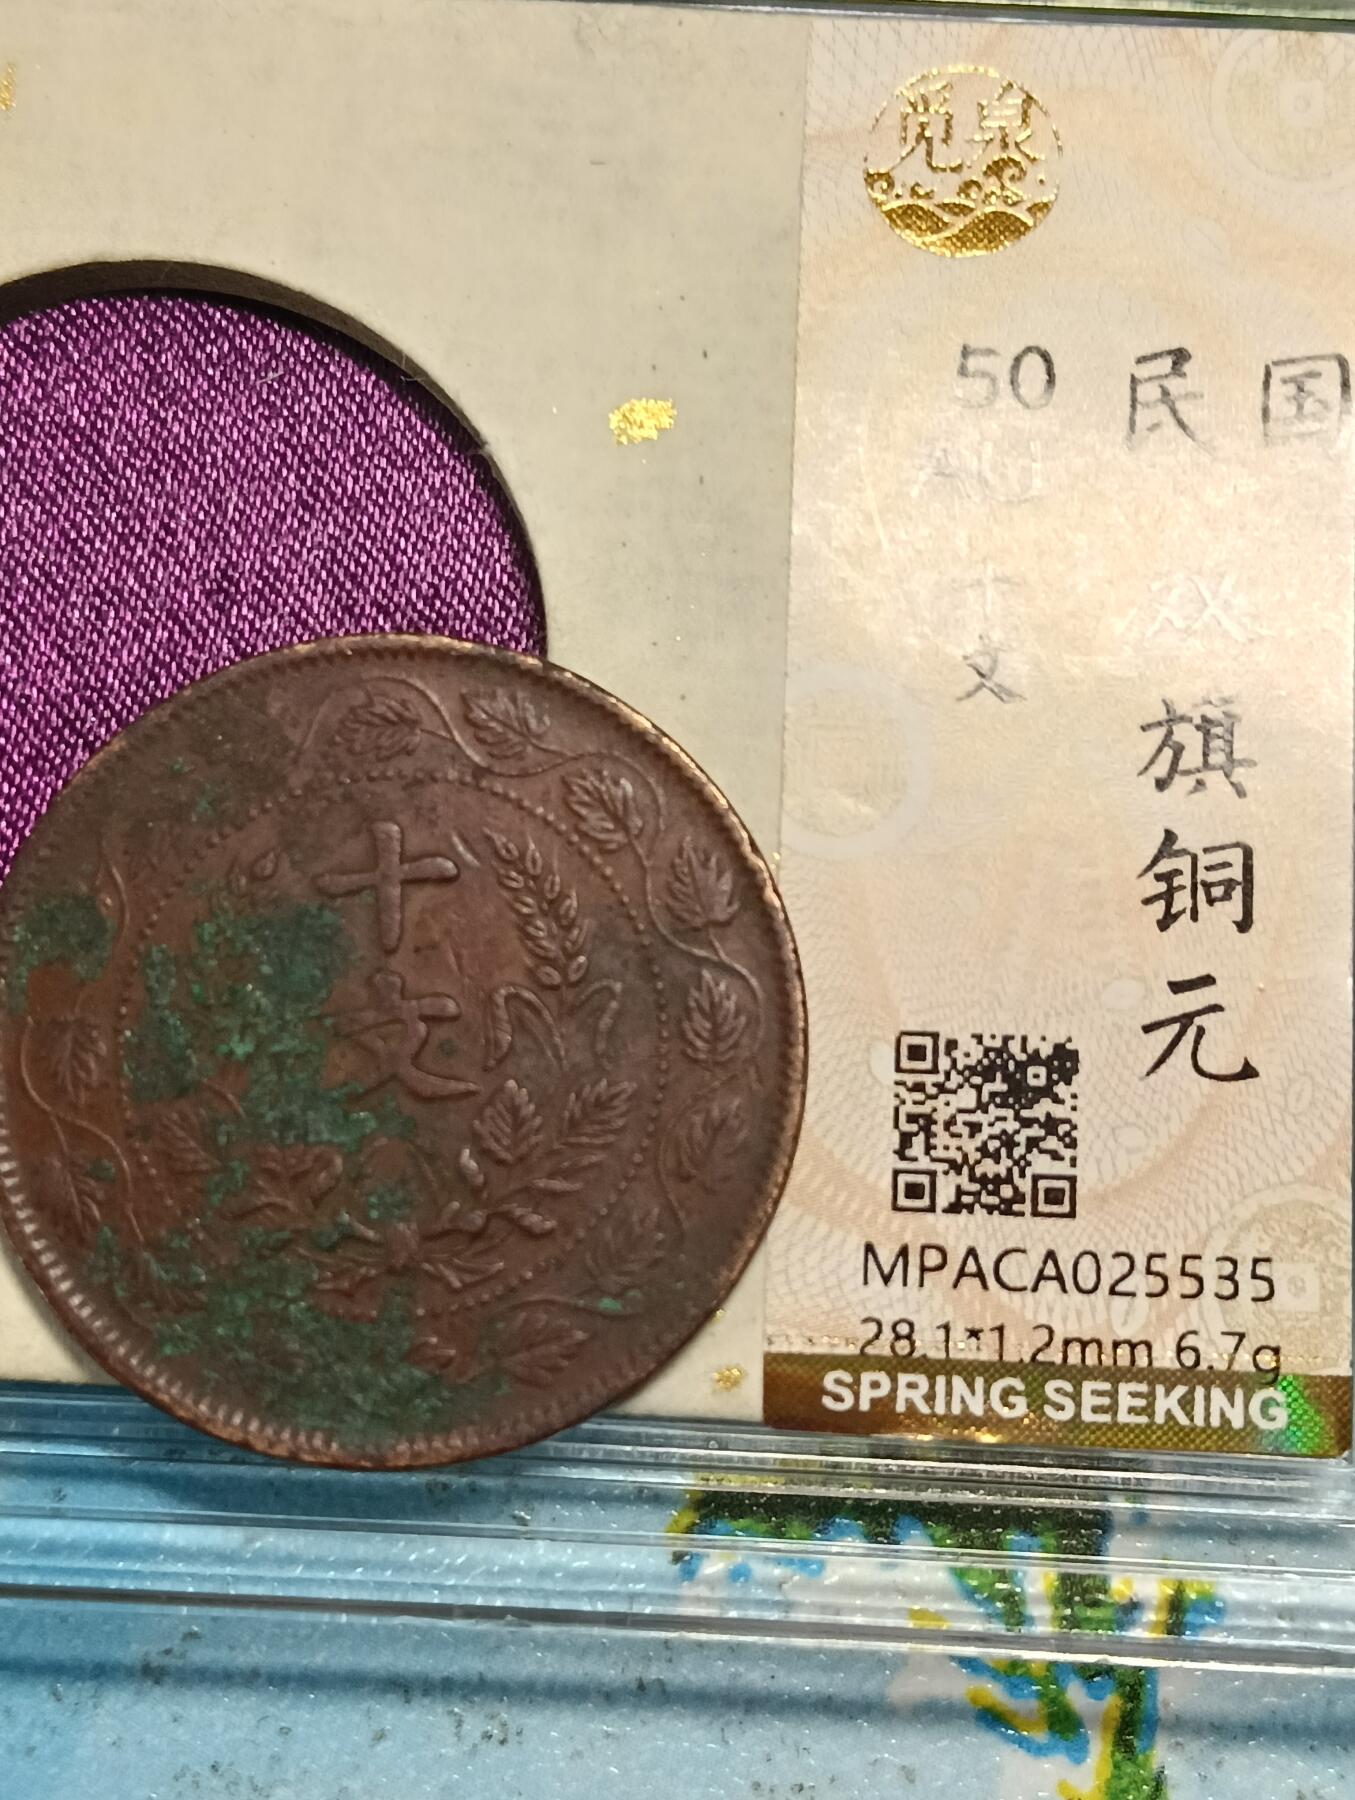 觅泉
50
AU
十
文
民国
双
旗
铜
元
MPACA025535
28.1*1.2mm 6.7g
SPRING SEEKING
十
文